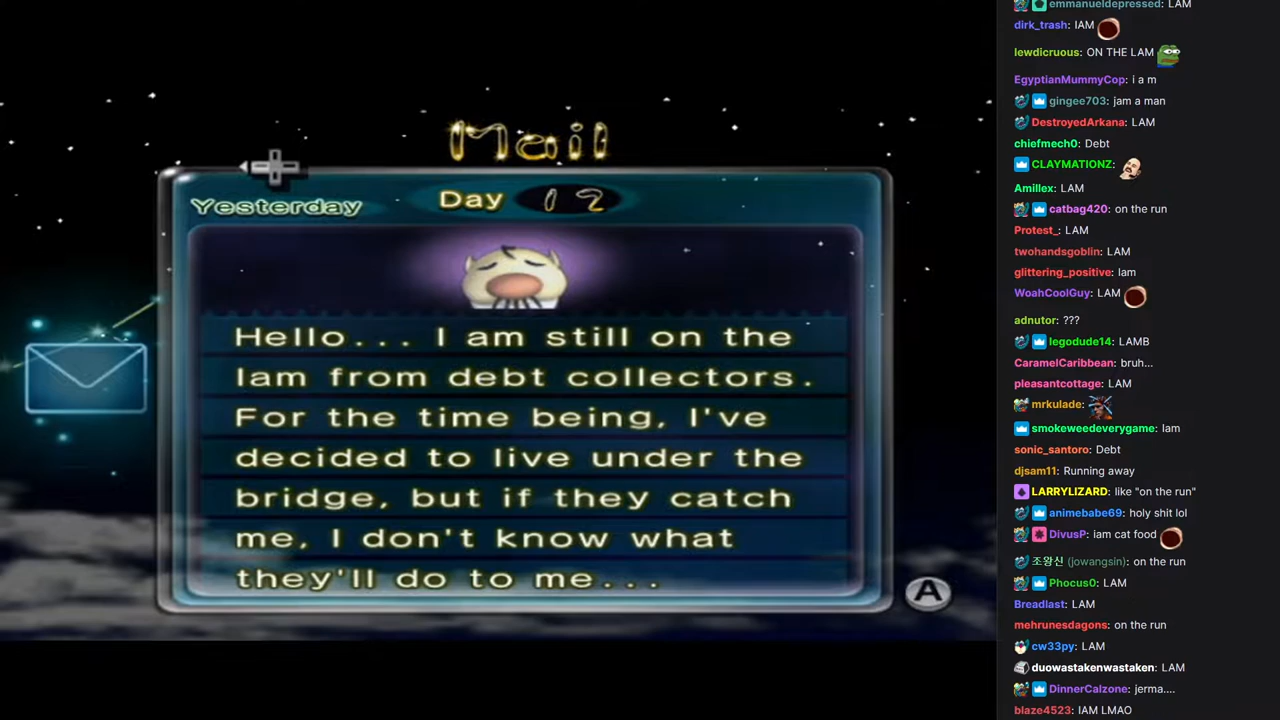 Mail
Yesterday
Day 12
Hello... I am still on the
lam from debt collectors.
For the time being, I've
decided to live under the
bridge, but if they catch
me, I don't know what
they'll do to me...
A
emmanueldepressed: LAM
dirk_trash: IAM
lewdicruous: ON THE LAM
EgyptianMummyCop: i a m
gingee703: jam a man
DestroyedArkana: LAM
chiefmech0: Debt
CLAYMATIONZ:
Amillex: LAM
catbag420: on the run
Protest_: LAM
twohandsgoblin: LAM
glittering_positive: lam
WoahCoolGuy: LAM
adnutor: ???
legodude14: LAMB
CaramelCaribbean: bruh...
pleasantcottage: LAM
mrkulade:
smokeweedeverygame: lam
sonic_santoro: Debt
djsam11: Running away
LARRYLIZARD: like "on the run"
animebabe69: holy shit lol
DivusP: iam cat food
조왕신 (jowangsin): on the run
Phocus0: LAM
Breadlast: LAM
mehrunesdagons: on the run
cw33py: LAM
duowastakenwastaken: LAM
DinnerCalzone: jerma....
blaze4523: IAM LMAO